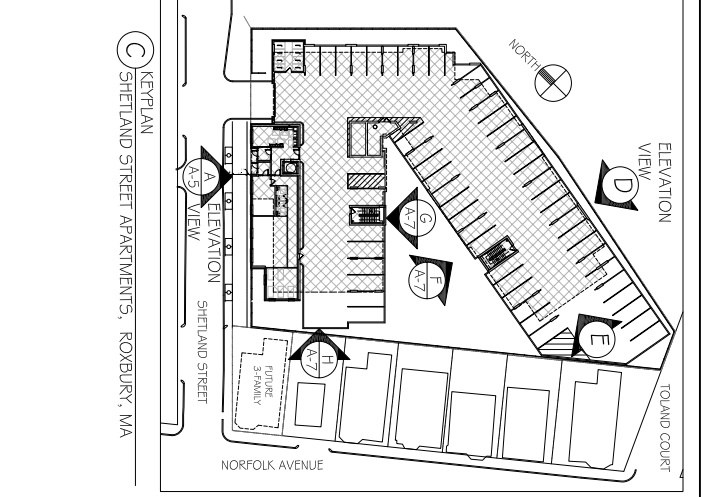 C
KEYPLAN
SHETLAND STREET APARTMENTS, ROXBURY, MA
NORTH
D
ELEVATION
VIEW
A
A-5
ELEVATION
VIEW
G
A-7
F
A-7
E
H
A-7
SHETLAND STREET
FUTURE
3-FAMILY
TOLAND COURT
NORFOLK AVENUE